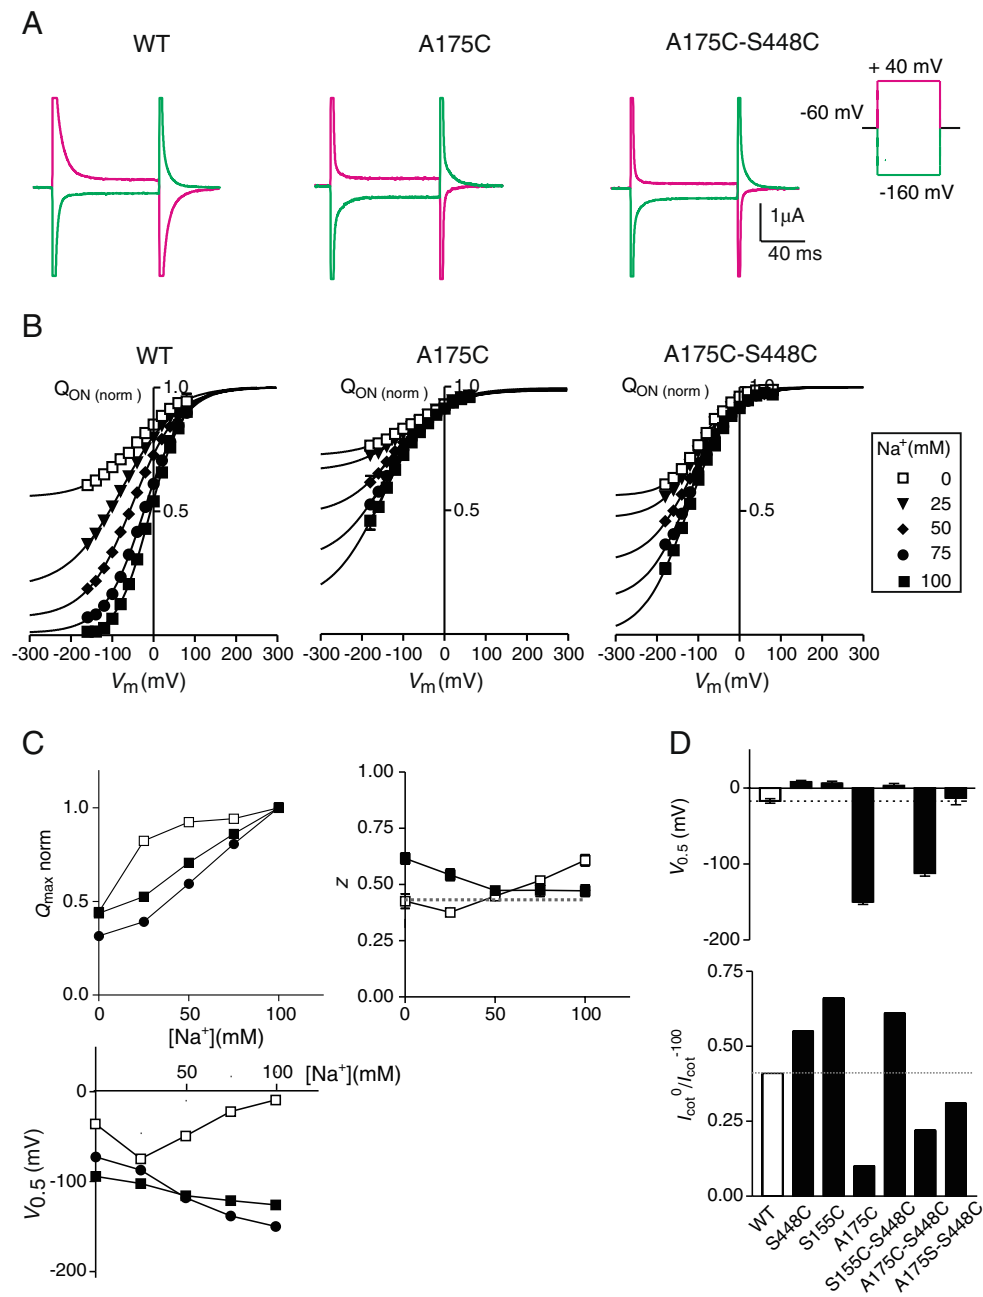 A
WT
A175C
A175C-S448C
+ 40 mV
-60 mV
-160 mV
1μA
40 ms
B
WT
A175C
A175C-S448C
Q ON (norm )
1.0
0.5
-300 -200 -100 0 100 200 300
Vm(mV)
Q ON (norm )
1.0
0.5
-300 -200 -100 0 100 200 300
Vm(mV)
Q ON (norm )
1.0
0.5
-300 -200 -100 0 100 200 300
Vm(mV)
Na+(mM)
0
25
50
75
100
C
Qmax norm
1.0
0.5
0.0
0 50 100
[Na+](mM)
z
1.00
0.75
0.50
0.25
0.00
0 50 100
[Na+](mM)
50 100
V0.5 (mV)
0
-100
-200
D
V0.5 (mV)
0
-100
-200
Icot0/Icot-100
0.75
0.50
0.25
0.00
WT
S448C
S155C
A175C
S155C-S448C
A175C-S448C
A175S-S448C